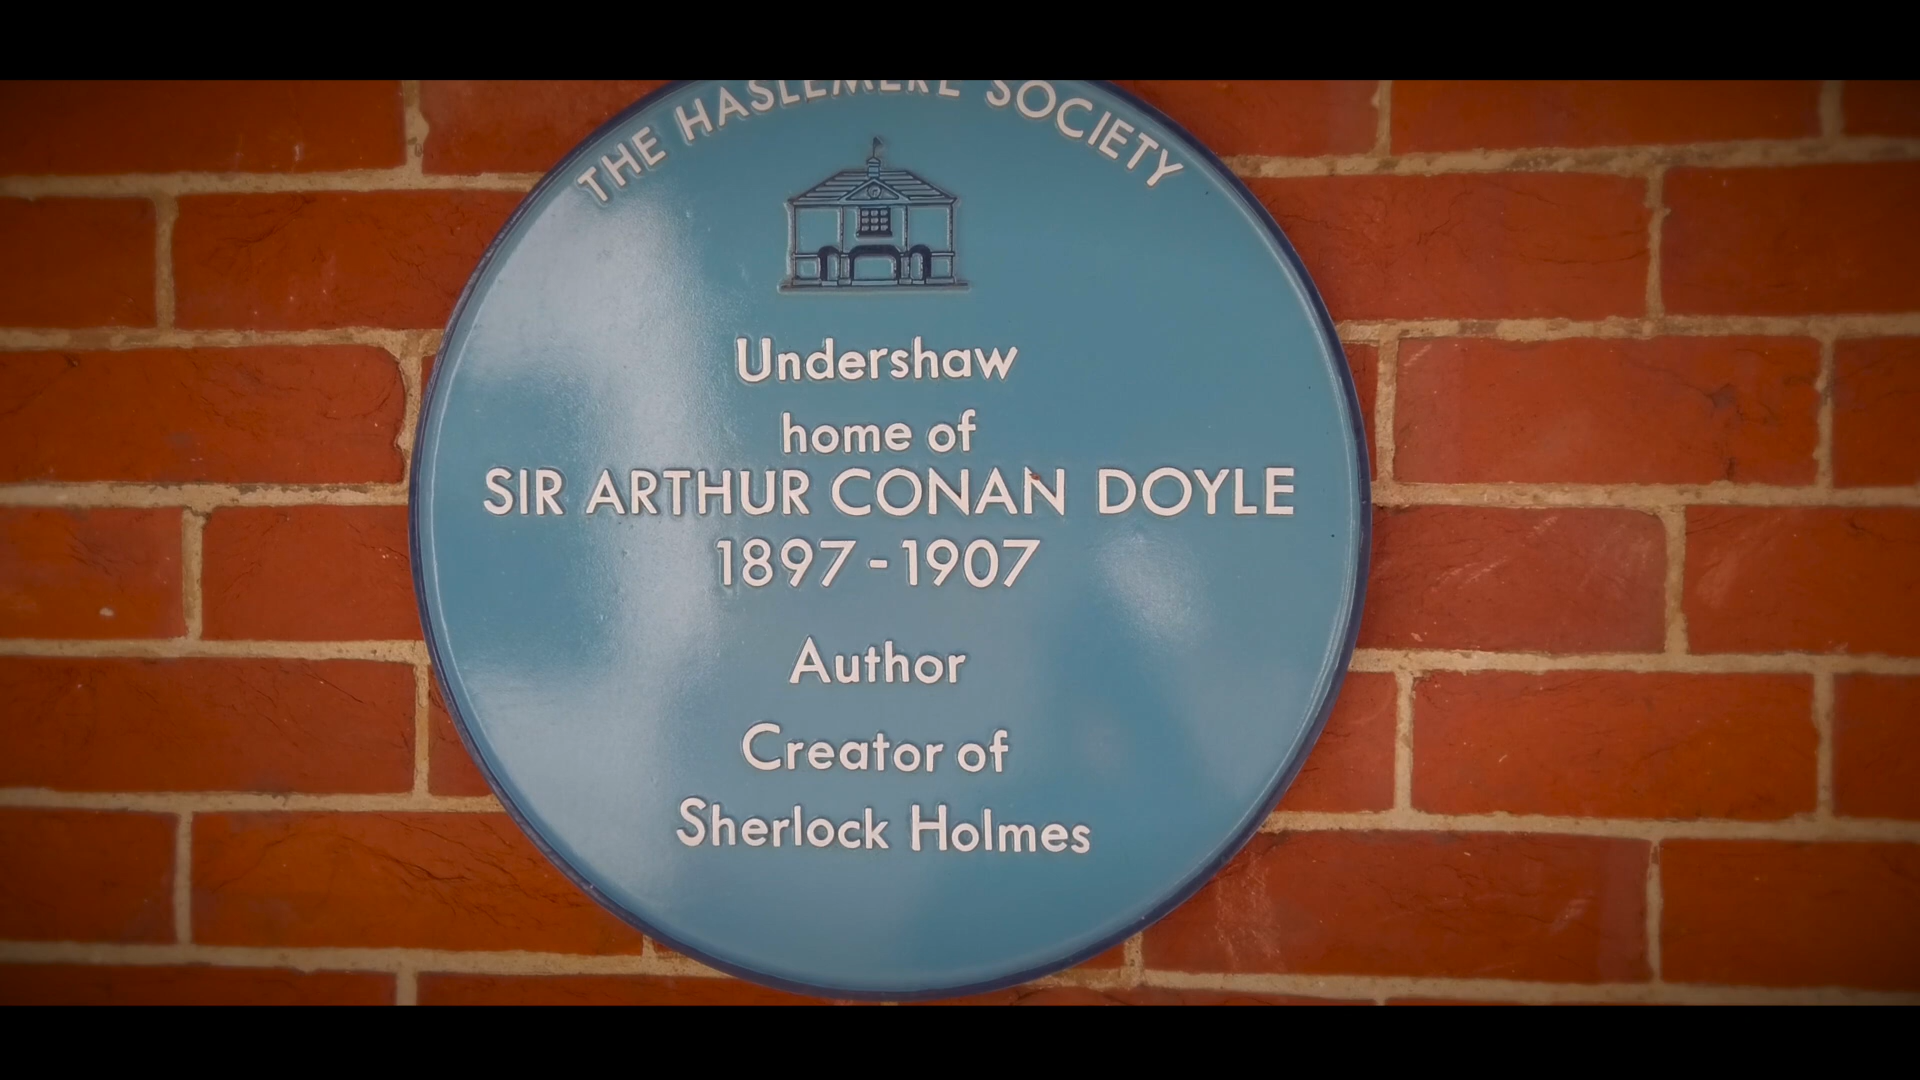 THE HASLEMERE SOCIETY
Undershaw
home of
SIR ARTHUR CONAN DOYLE
1897-1907
Author
Creator of
Sherlock Holmes